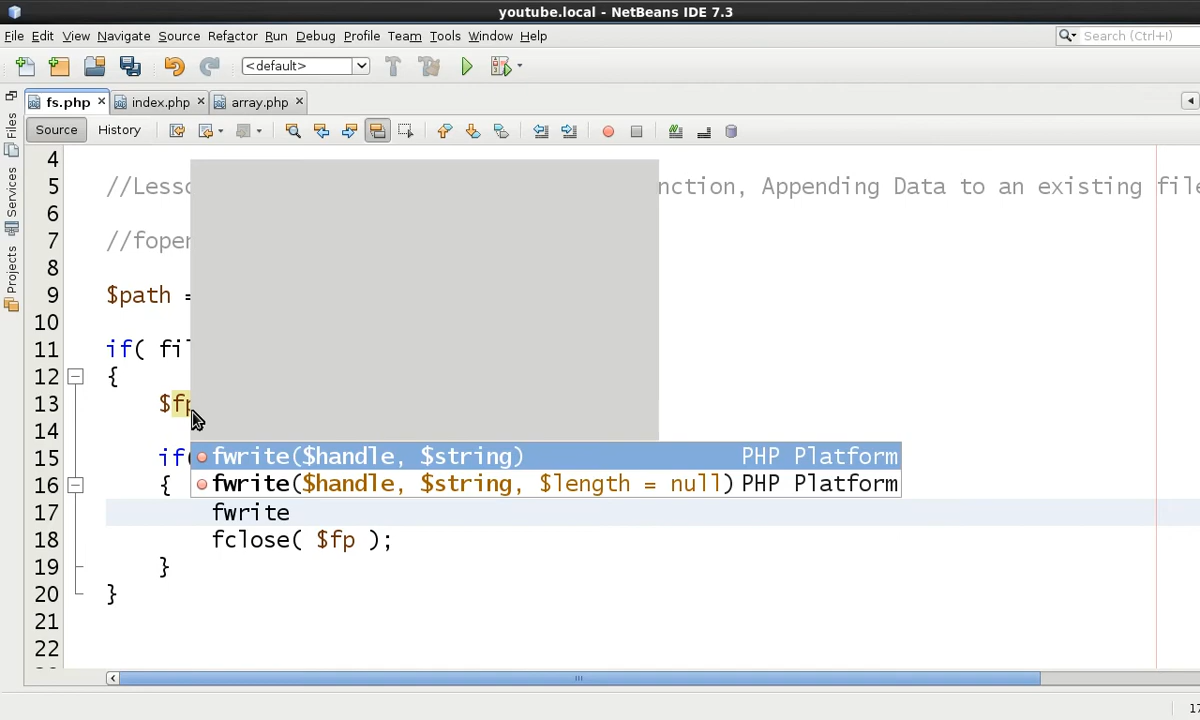 youtube.local - NetBeans IDE 7.3
File Edit View Navigate Source Refactor Run Debug Profile Team Tools Window Help
Search (Ctrl+I)
<default>
fs.php index.php array.php
Source History
Files
Services
Projects
4
5 //Lesso nction, Appending Data to an existing file
6
7 //fopen
8
9 $path =
10
11 if( fil
12 {
13 $fp
14
15 if(
fwrite($handle, $string) PHP Platform
16 {
fwrite($handle, $string, $length = null) PHP Platform
17 fwrite
18 fclose( $fp );
19 }
20 }
21
22
17